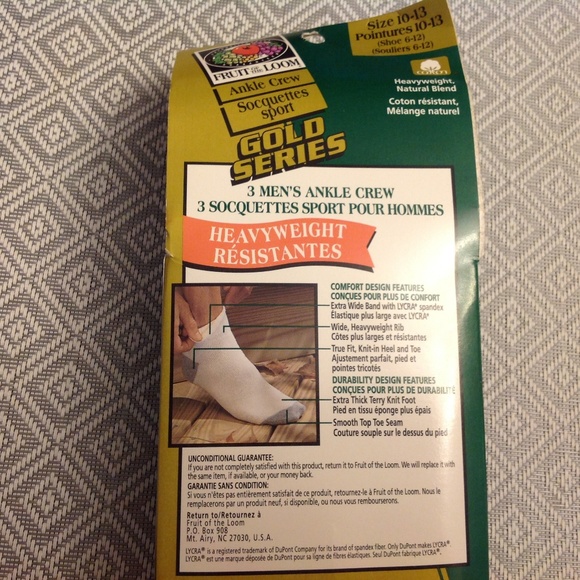 Size 10-13
Pointures 10-13
(Shoe 6-12)
(Souliers 6-12)
FRUIT OF THE LOOM
Ankle Crew
Socquettes
sport
COTTON
Heavyweight,
Natural Blend
Coton résistant,
Mélange naturel
GOLD
SERIES
3 MEN'S ANKLE CREW
3 SOCQUETTES SPORT POUR HOMMES
HEAVYWEIGHT
RÉSISTANTES
COMFORT DESIGN FEATURES
CONÇUES POUR PLUS DE CONFORT
Extra Wide Band with LYCRA® spandex
Élastique plus large avec LYCRA®
Wide, Heavyweight Rib
Côtes plus larges et résistantes
True Fit, Knit-in Heel and Toe
Ajustement parfait, pied et
pointes tricotés
DURABILITY DESIGN FEATURES
CONÇUES POUR PLUS DE DURABILITÉ
Extra Thick Terry Knit Foot
Pied en tissu éponge plus épais
Smooth Top Toe Seam
Couture souple sur le dessus du pied
UNCONDITIONAL GUARANTEE:
If you are not completely satisfied with this product, return it to Fruit of the Loom. We will replace it with
the same item, if available, or your money back.
GARANTIE SANS CONDITION:
Si vous n'êtes pas entièrement satisfait de ce produit, retournez-le à Fruit of the Loom. Nous le
remplacerons par un produit neuf, si disponible, ou nous vous rembourserons.
Return to/Retournez à
Fruit of the Loom
P.O. Box 908
Mt. Airy, NC 27030, U.S.A.
LYCRA® is a registered trademark of DuPont Company for its brand of spandex fiber. Only DuPont makes LYCRA®
LYCRA® est une marque déposée de DuPont pour sa ligne de fibres élastiques. Seul DuPont fabrique LYCRA®.